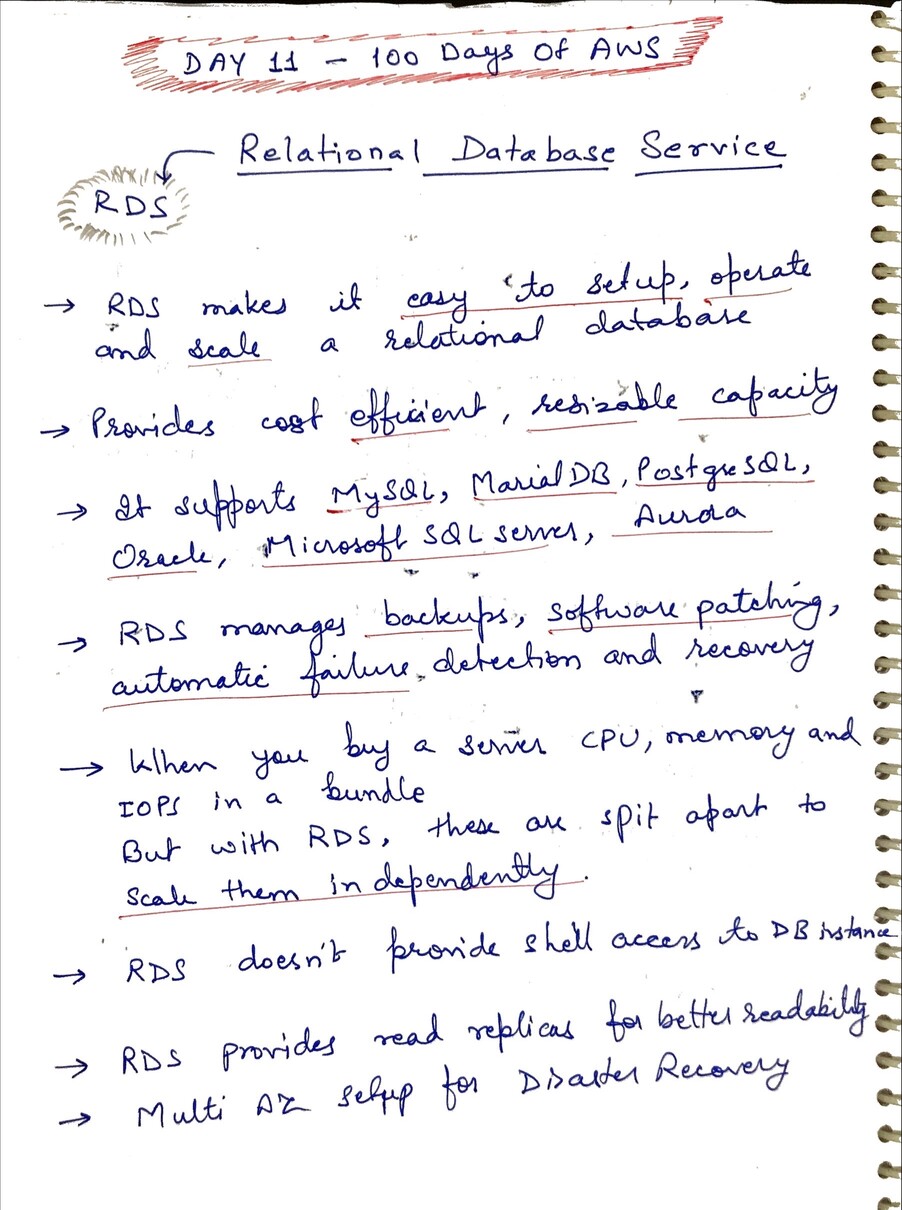 DAY 11 - 100 Days Of AWS
Relational Database Service
RDS
→ RDS makes it easy to setup, operate
and scale a relational database
→ Provides cost efficient, resizable capacity
→ It supports MySQL, MariaDB, PostgreSQL,
Oracle, Microsoft SQL server, Aurora
→ RDS manages backups, software patching,
automatic failure, detection and recovery
→ When you buy a server CPU, memory and
IOPS in a bundle
But with RDS, these are spit apart to
scale them independently.
→ RDS doesn't provide shell access to DB instance
→ RDS provides read replicas for better readability
→ Multi AZ setup for Disaster Recovery